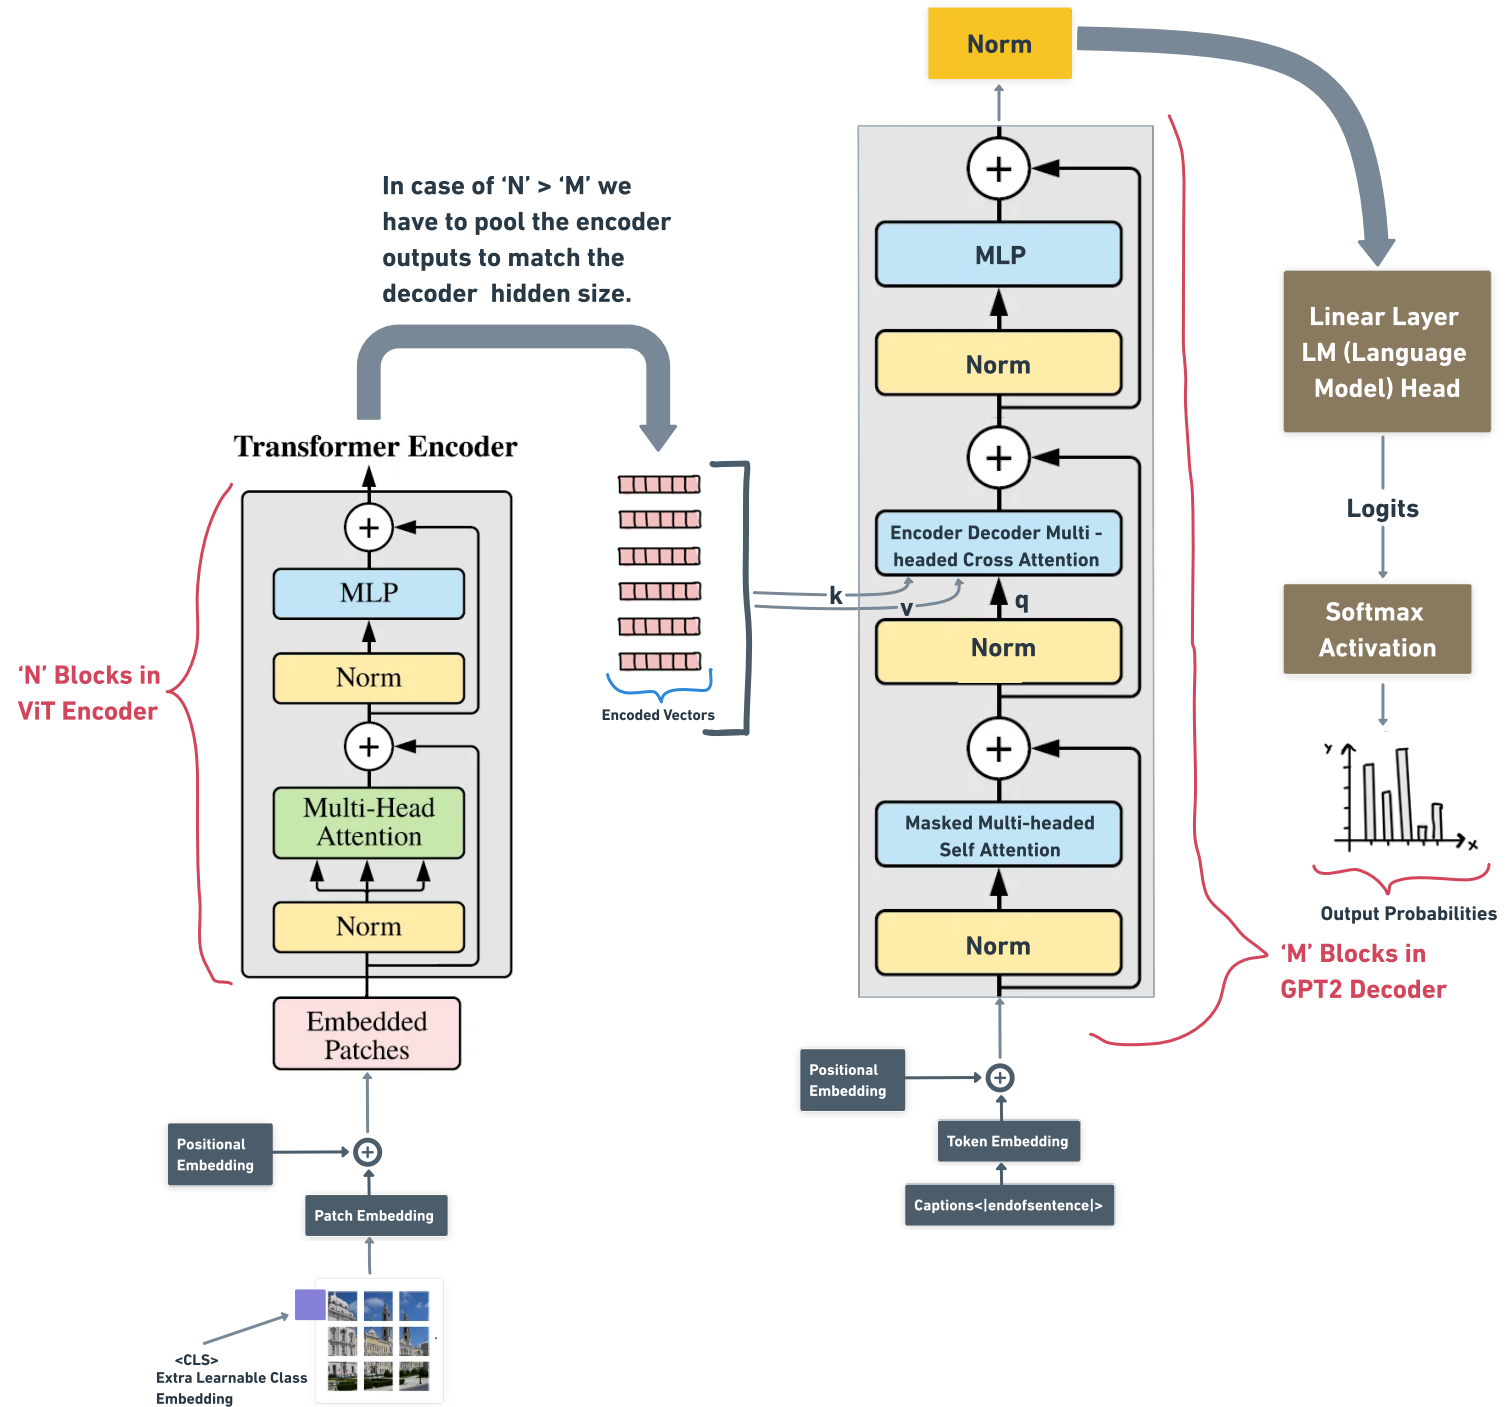 Norm
In case of ‘N’ > ‘M’ we
have to pool the encoder
outputs to match the
decoder hidden size.
Transformer Encoder
MLP
Norm
Multi-Head
Attention
Norm
Embedded
Patches
‘N’ Blocks in
ViT Encoder
Positional
Embedding
Patch Embedding
<CLS>
Extra Learnable Class
Embedding
Encoded Vectors
k
v
q
MLP
Norm
Encoder Decoder Multi -
headed Cross Attention
Norm
Masked Multi-headed
Self Attention
Norm
Positional
Embedding
Token Embedding
Captions<|endofsentence|>
‘M’ Blocks in
GPT2 Decoder
Linear Layer
LM (Language
Model) Head
Logits
Softmax
Activation
Y
X
Output Probabilities